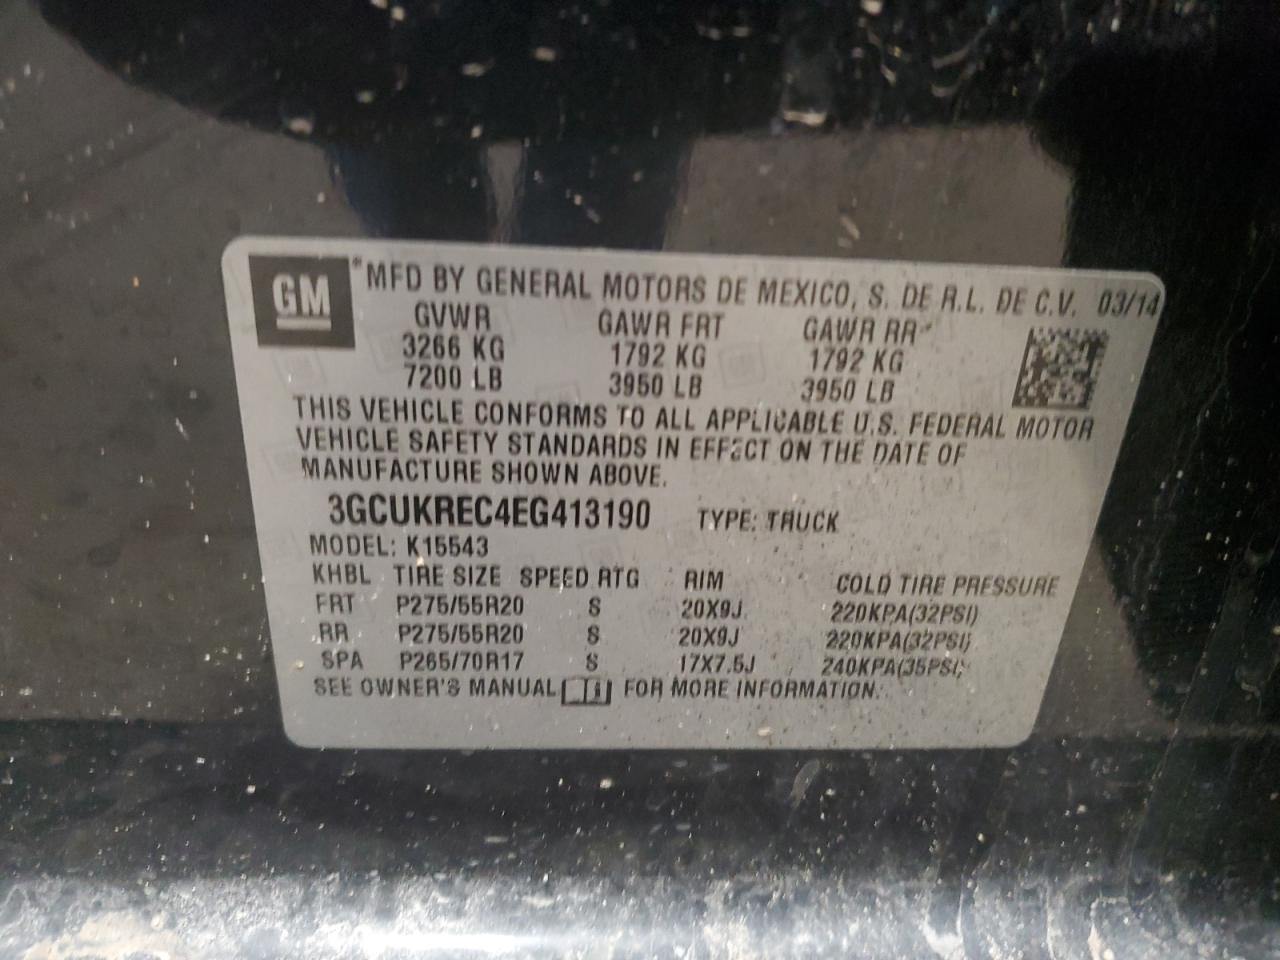 GM *MFD BY GENERAL MOTORS DE MEXICO, S. DE R.L. DE C.V. 03/14
GVWR GAWR FRT GAWR RR
3266 KG 1792 KG 1792 KG
7200 LB 3950 LB 3950 LB
THIS VEHICLE CONFORMS TO ALL APPLICABLE U.S. FEDERAL MOTOR
VEHICLE SAFETY STANDARDS IN EFFECT ON THE DATE OF
MANUFACTURE SHOWN ABOVE.
3GCUKREC4EG413190 TYPE: TRUCK
MODEL: K15543
KHBL TIRE SIZE SPEED RTG RIM COLD TIRE PRESSURE
FRT P275/55R20 S 20X9J 220KPA(32PSI)
RR P275/55R20 S 20X9J 220KPA(32PSI)
SPA P265/70R17 S 17X7.5J 240KPA(35PSI)
SEE OWNER'S MANUAL FOR MORE INFORMATION.